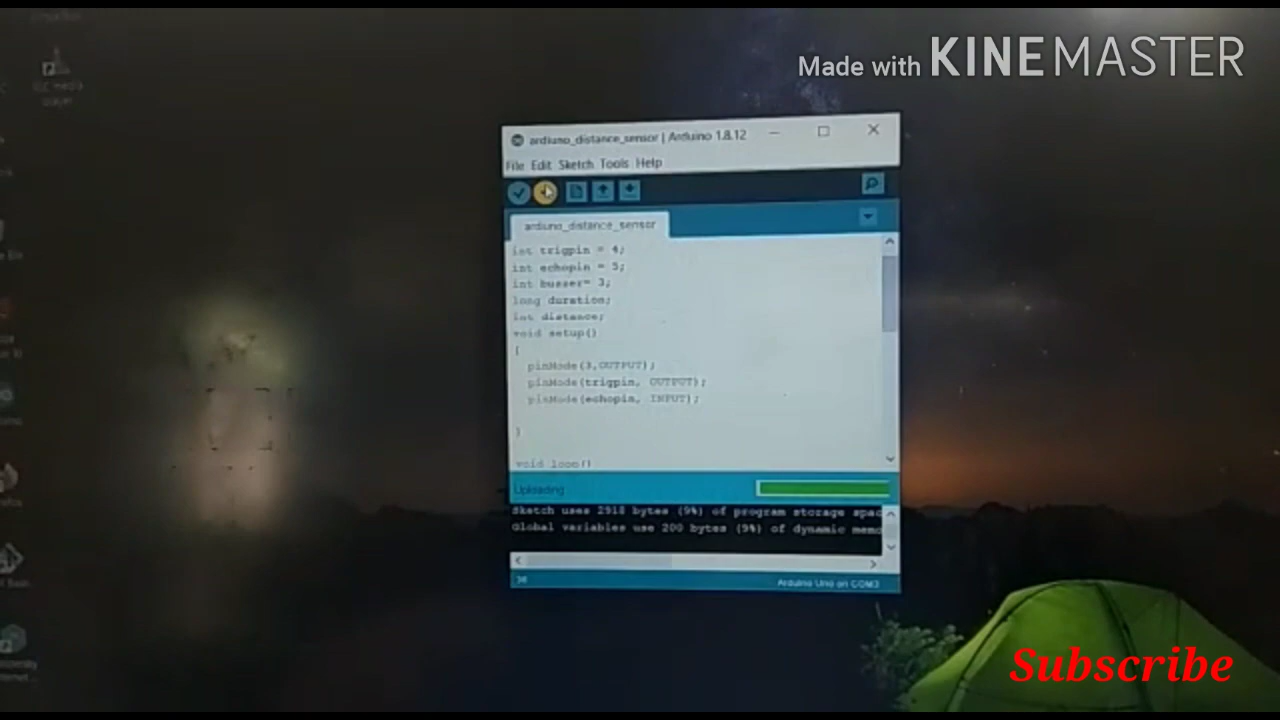 Made with KINEMASTER
arduino_distance_sensor | Arduino 1.8.12
File Edit Sketch Tools Help
arduino_distance_sensor
int trigpin = 4;
int echopin = 5;
int buzzer= 3;
long duration;
int distance;
void setup()
{
pinMode(3,OUTPUT);
pinMode(trigpin, OUTPUT);
pinMode(echopin, INPUT);
}
void loop()
Uploading
Sketch uses 2918 bytes (9%) of program storage spac
Global variables use 200 bytes (9%) of dynamic memo
36
Arduino Uno on COM3
Subscribe